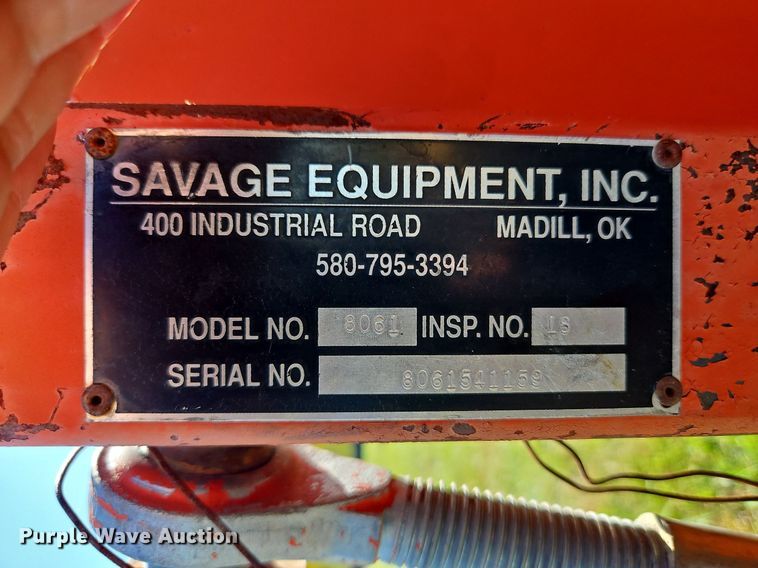 SAVAGE EQUIPMENT, INC.
400 INDUSTRIAL ROAD MADILL, OK
580-795-3394
MODEL NO. 8061 INSP. NO. IS
SERIAL NO. 8061541159
Purple Wave Auction